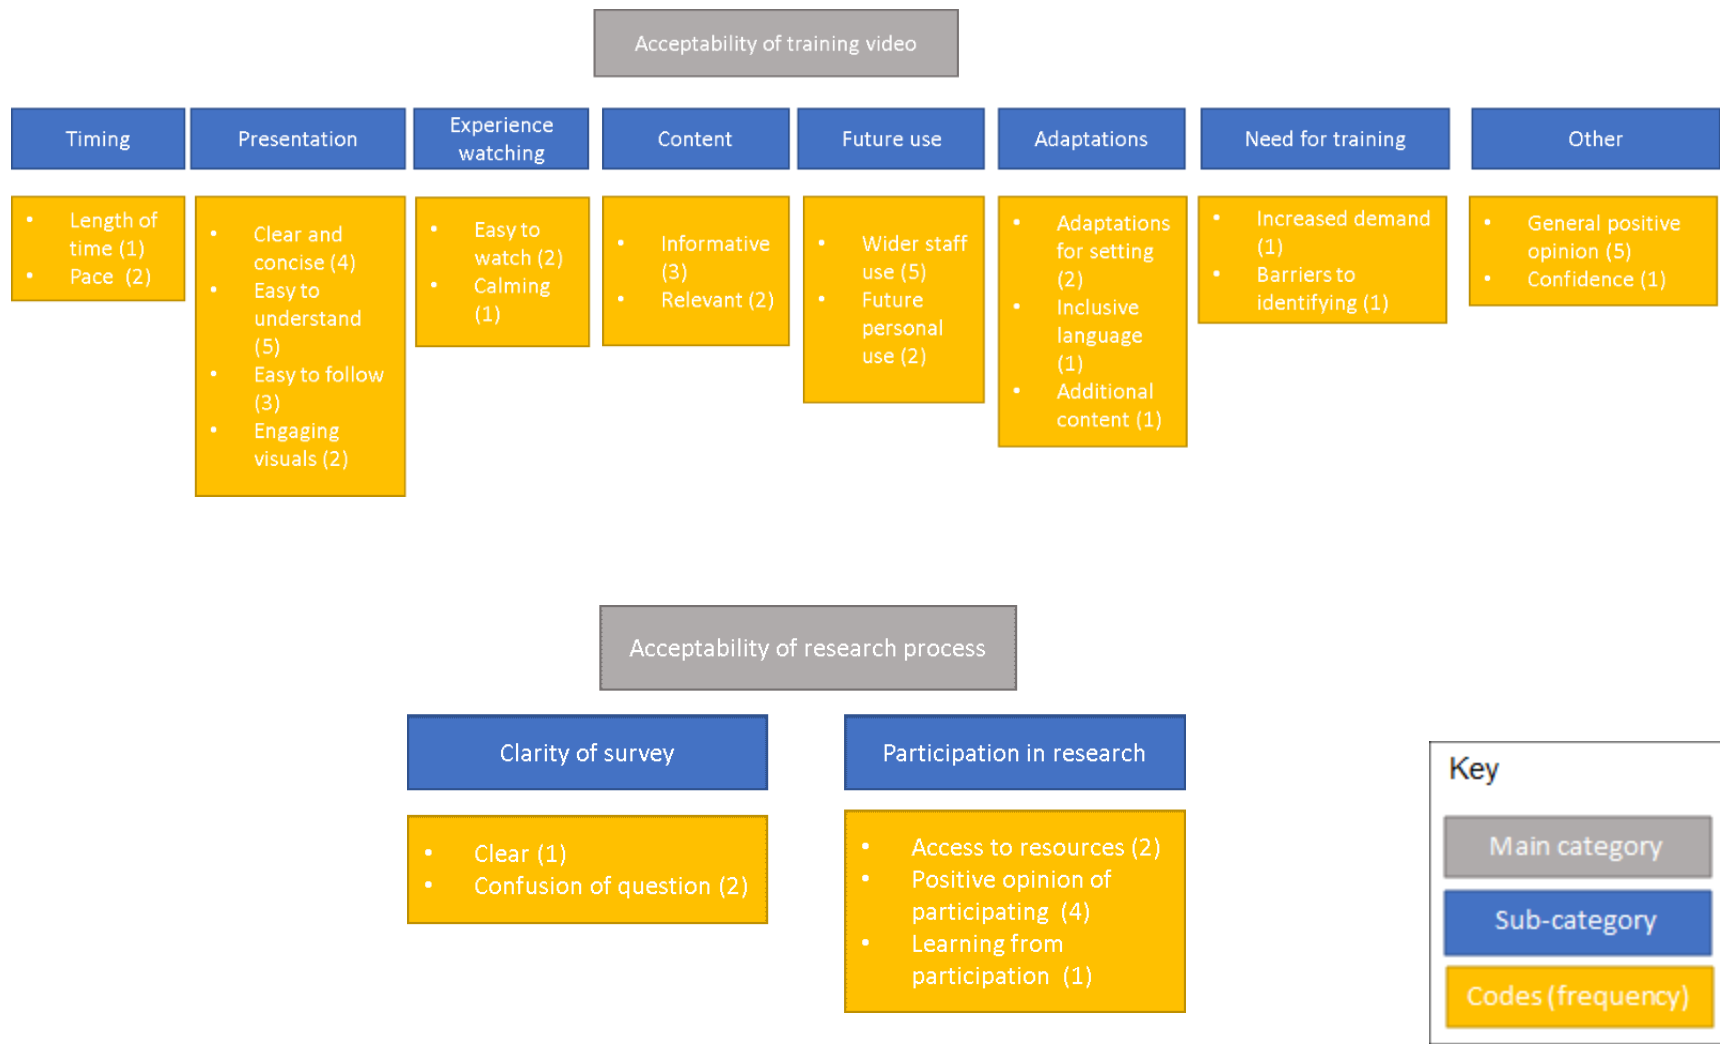 Acceptability of training video
Timing
Presentation
Experience
watching
Content
Future use
Adaptations
Need for training
Other
• Length of
time (1)
• Pace (2)
• Clear and
concise (4)
• Easy to
understand
(5)
• Easy to follow
(3)
• Engaging
visuals (2)
• Easy to
watch (2)
• Calming
(1)
• Informative
(3)
• Relevant (2)
• Wider staff
use (5)
• Future
personal
use (2)
• Adaptations
for setting
(2)
• Inclusive
language
(1)
• Additional
content (1)
• Increased demand
(1)
• Barriers to
identifying (1)
• General positive
opinion (5)
• Confidence (1)
Acceptability of research process
Clarity of survey
Participation in research
• Clear (1)
• Confusion of question (2)
• Access to resources (2)
• Positive opinion of
participating (4)
• Learning from
participation (1)
Key
Main category
Sub-category
Codes (frequency)